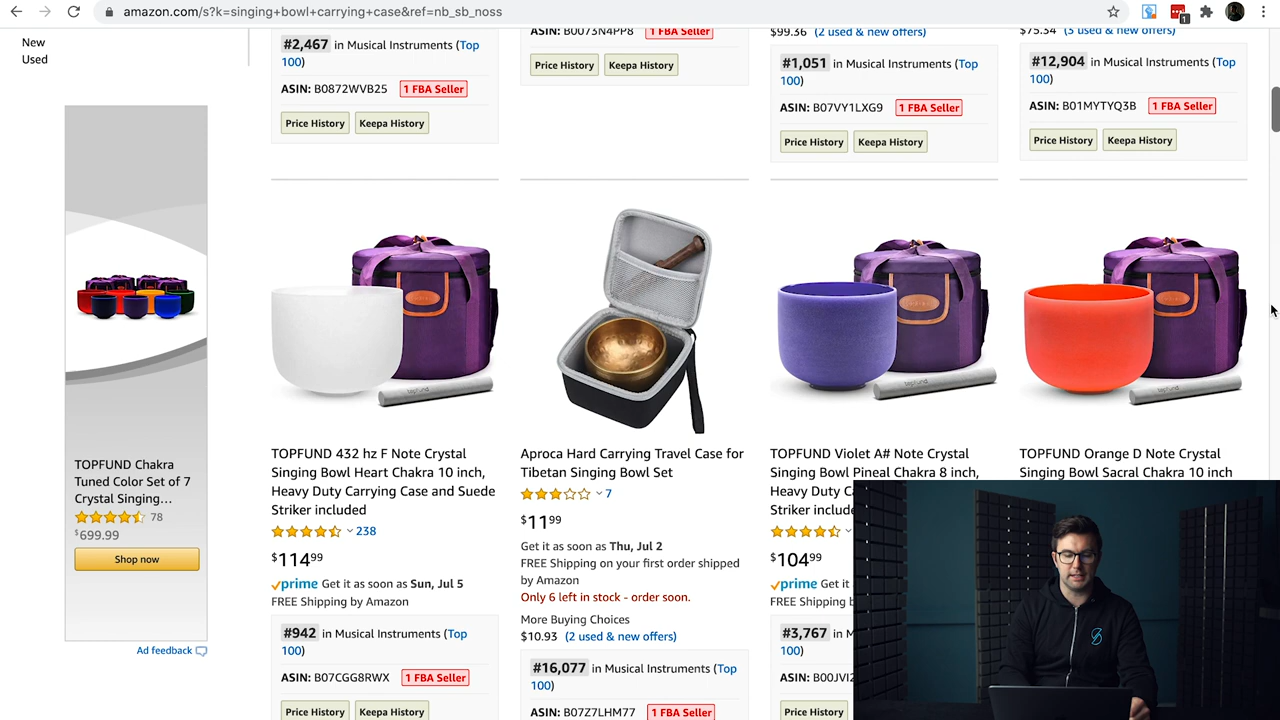 amazon.com/s?k=singing+bowl+carrying+case&ref=nb_sb_noss
1
New
Used
#2,467 in Musical Instruments (Top
100)
ASIN: B0872WVB25 1 FBA Seller
Price History Keepa History
ASIN: B0073N4PP8 1 FBA Seller
Price History Keepa History
$99.36 (2 used & new offers)
#1,051 in Musical Instruments (Top
100)
ASIN: B07VY1LXG9 1 FBA Seller
Price History Keepa History
$75.34 (3 used & new offers)
#12,904 in Musical Instruments (Top
100)
ASIN: B01MYTYQ3B 1 FBA Seller
Price History Keepa History
TOPFUND Chakra
Tuned Color Set of 7
Crystal Singing...
78
$699.99
Shop now
Ad feedback
TOPFUND 432 hz F Note Crystal
Singing Bowl Heart Chakra 10 inch,
Heavy Duty Carrying Case and Suede
Striker included
238
$114.99
prime Get it as soon as Sun, Jul 5
FREE Shipping by Amazon
#942 in Musical Instruments (Top
100)
ASIN: B07CGG8RWX 1 FBA Seller
Price History Keepa History
Aproca Hard Carrying Travel Case for
Tibetan Singing Bowl Set
7
$11.99
Get it as soon as Thu, Jul 2
FREE Shipping on your first order shipped
by Amazon
Only 6 left in stock - order soon.
More Buying Choices
$10.93 (2 used & new offers)
#16,077 in Musical Instruments (Top
100)
ASIN: B07Z7LHM77 1 FBA Seller
TOPFUND Violet A# Note Crystal
Singing Bowl Pineal Chakra 8 inch,
Heavy Duty
Striker include
$104.99
prime Get it
FREE Shipping b
#3,767 in M
100)
ASIN: B00JVI
Price History
TOPFUND Orange D Note Crystal
Singing Bowl Sacral Chakra 10 inch